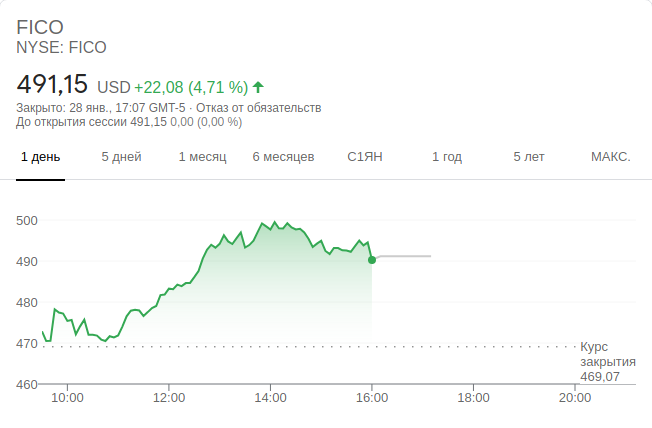 FICO
NYSE: FICO
491,15 USD +22,08 (4,71 %)
Закрыто: 28 янв., 17:07 GMT-5 · Отказ от обязательств
До открытия сессии 491,15 0,00 (0,00 %)
1 день 5 дней 1 месяц 6 месяцев С1ЯН 1 год 5 лет МАКС.
500
490
480
470
Курс
закрытия
469,07
460
10:00 12:00 14:00 16:00 18:00 20:00